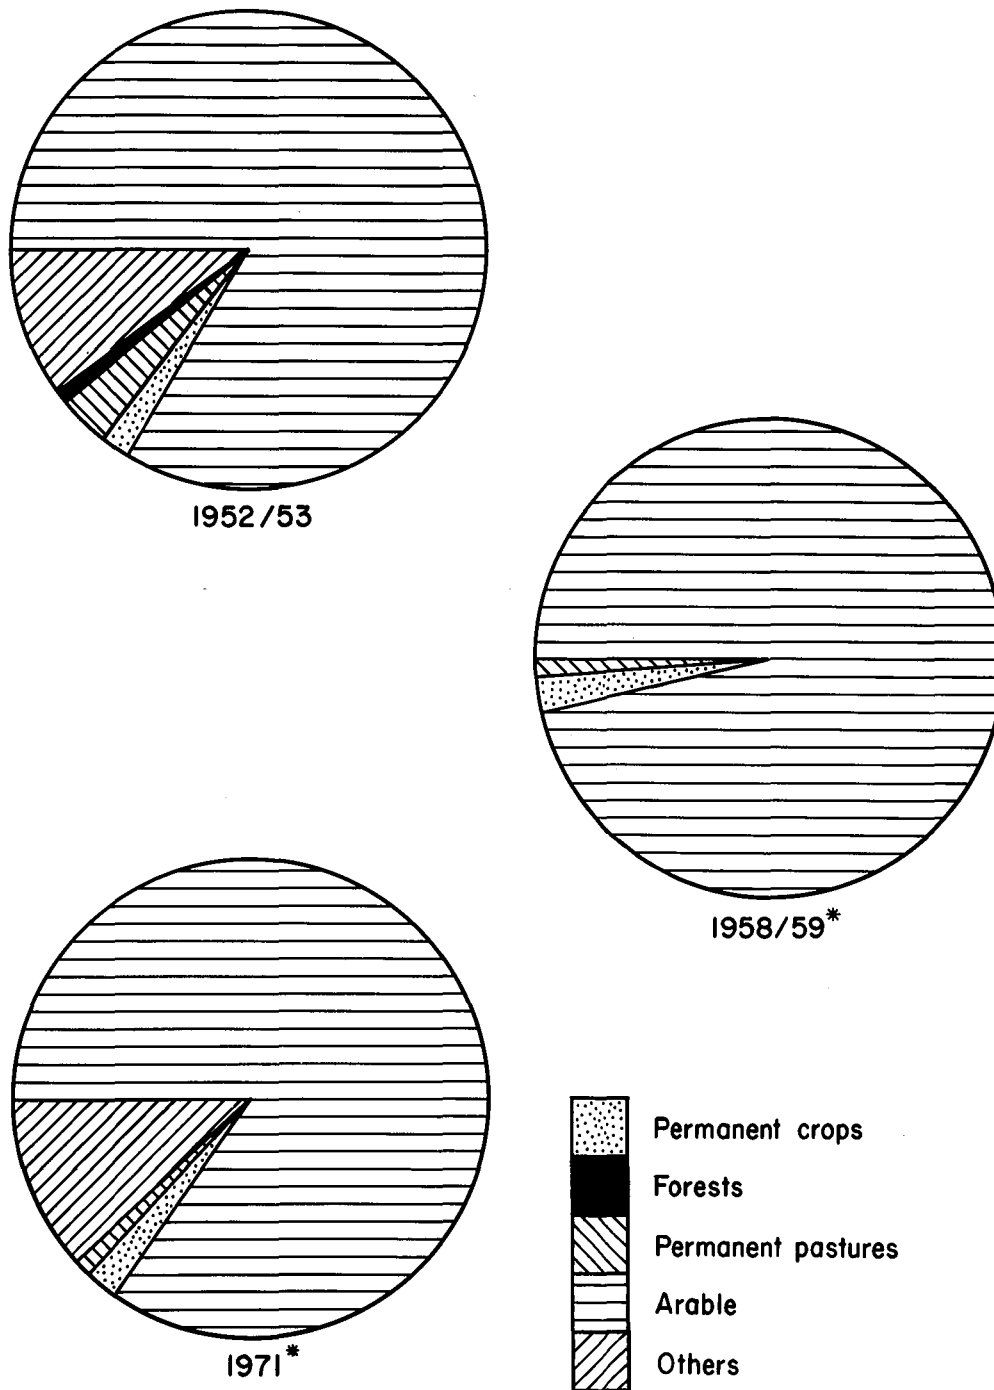 1952/53
1958/59*
1971*
Permanent crops
Forests
Permanent pastures
Arable
Others